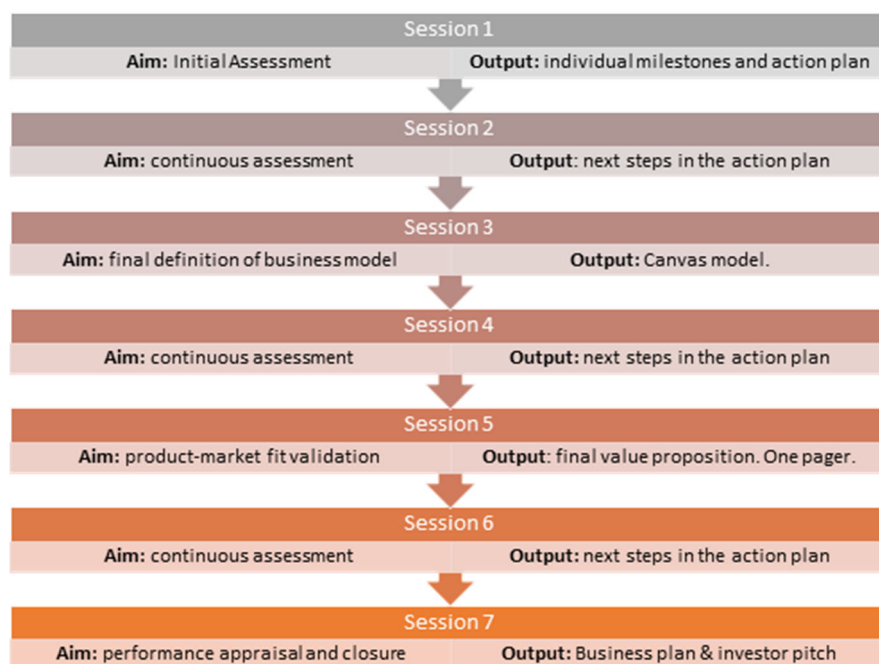 Session 1
Aim: Initial Assessment Output: individual milestones and action plan
Session 2
Aim: continuous assessment Output: next steps in the action plan
Session 3
Aim: final definition of business model Output: Canvas model.
Session 4
Aim: continuous assessment Output: next steps in the action plan
Session 5
Aim: product-market fit validation Output: final value proposition. One pager.
Session 6
Aim: continuous assessment Output: next steps in the action plan
Session 7
Aim: performance appraisal and closure Output: Business plan & investor pitch